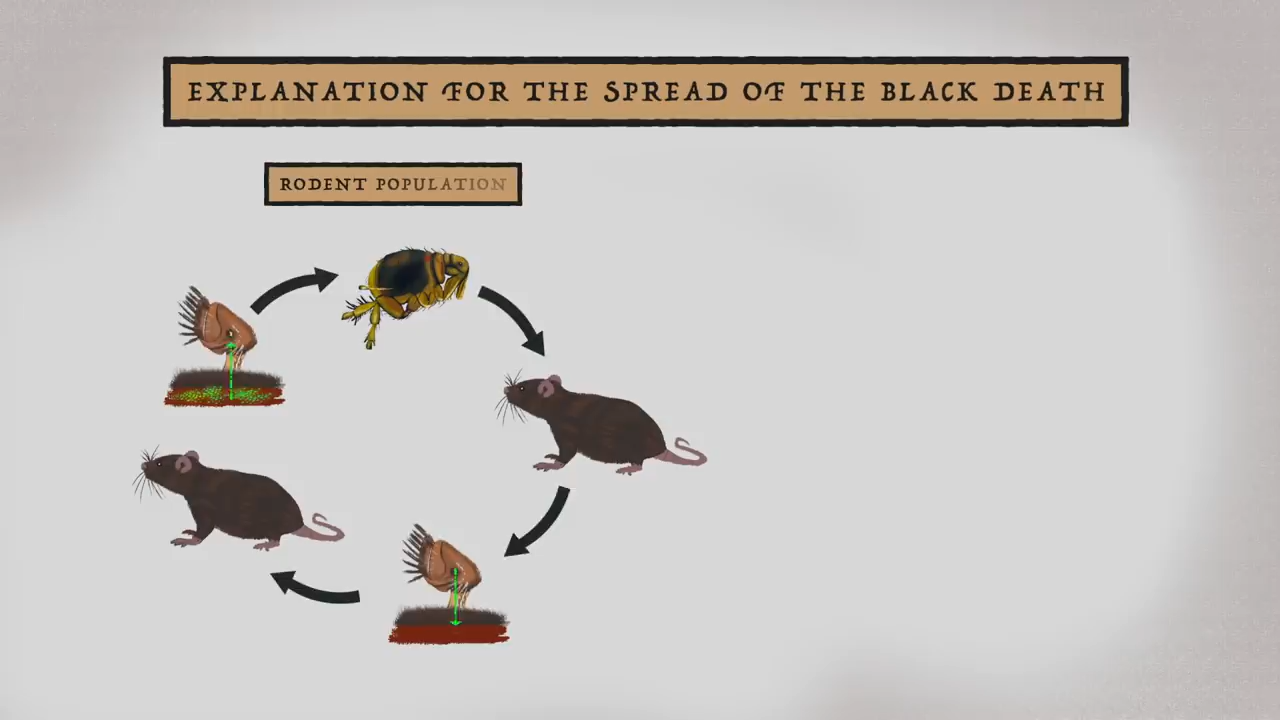 EXPLANATION FOR THE SPREAD OF THE BLACK DEATH
RODENT POPULATION